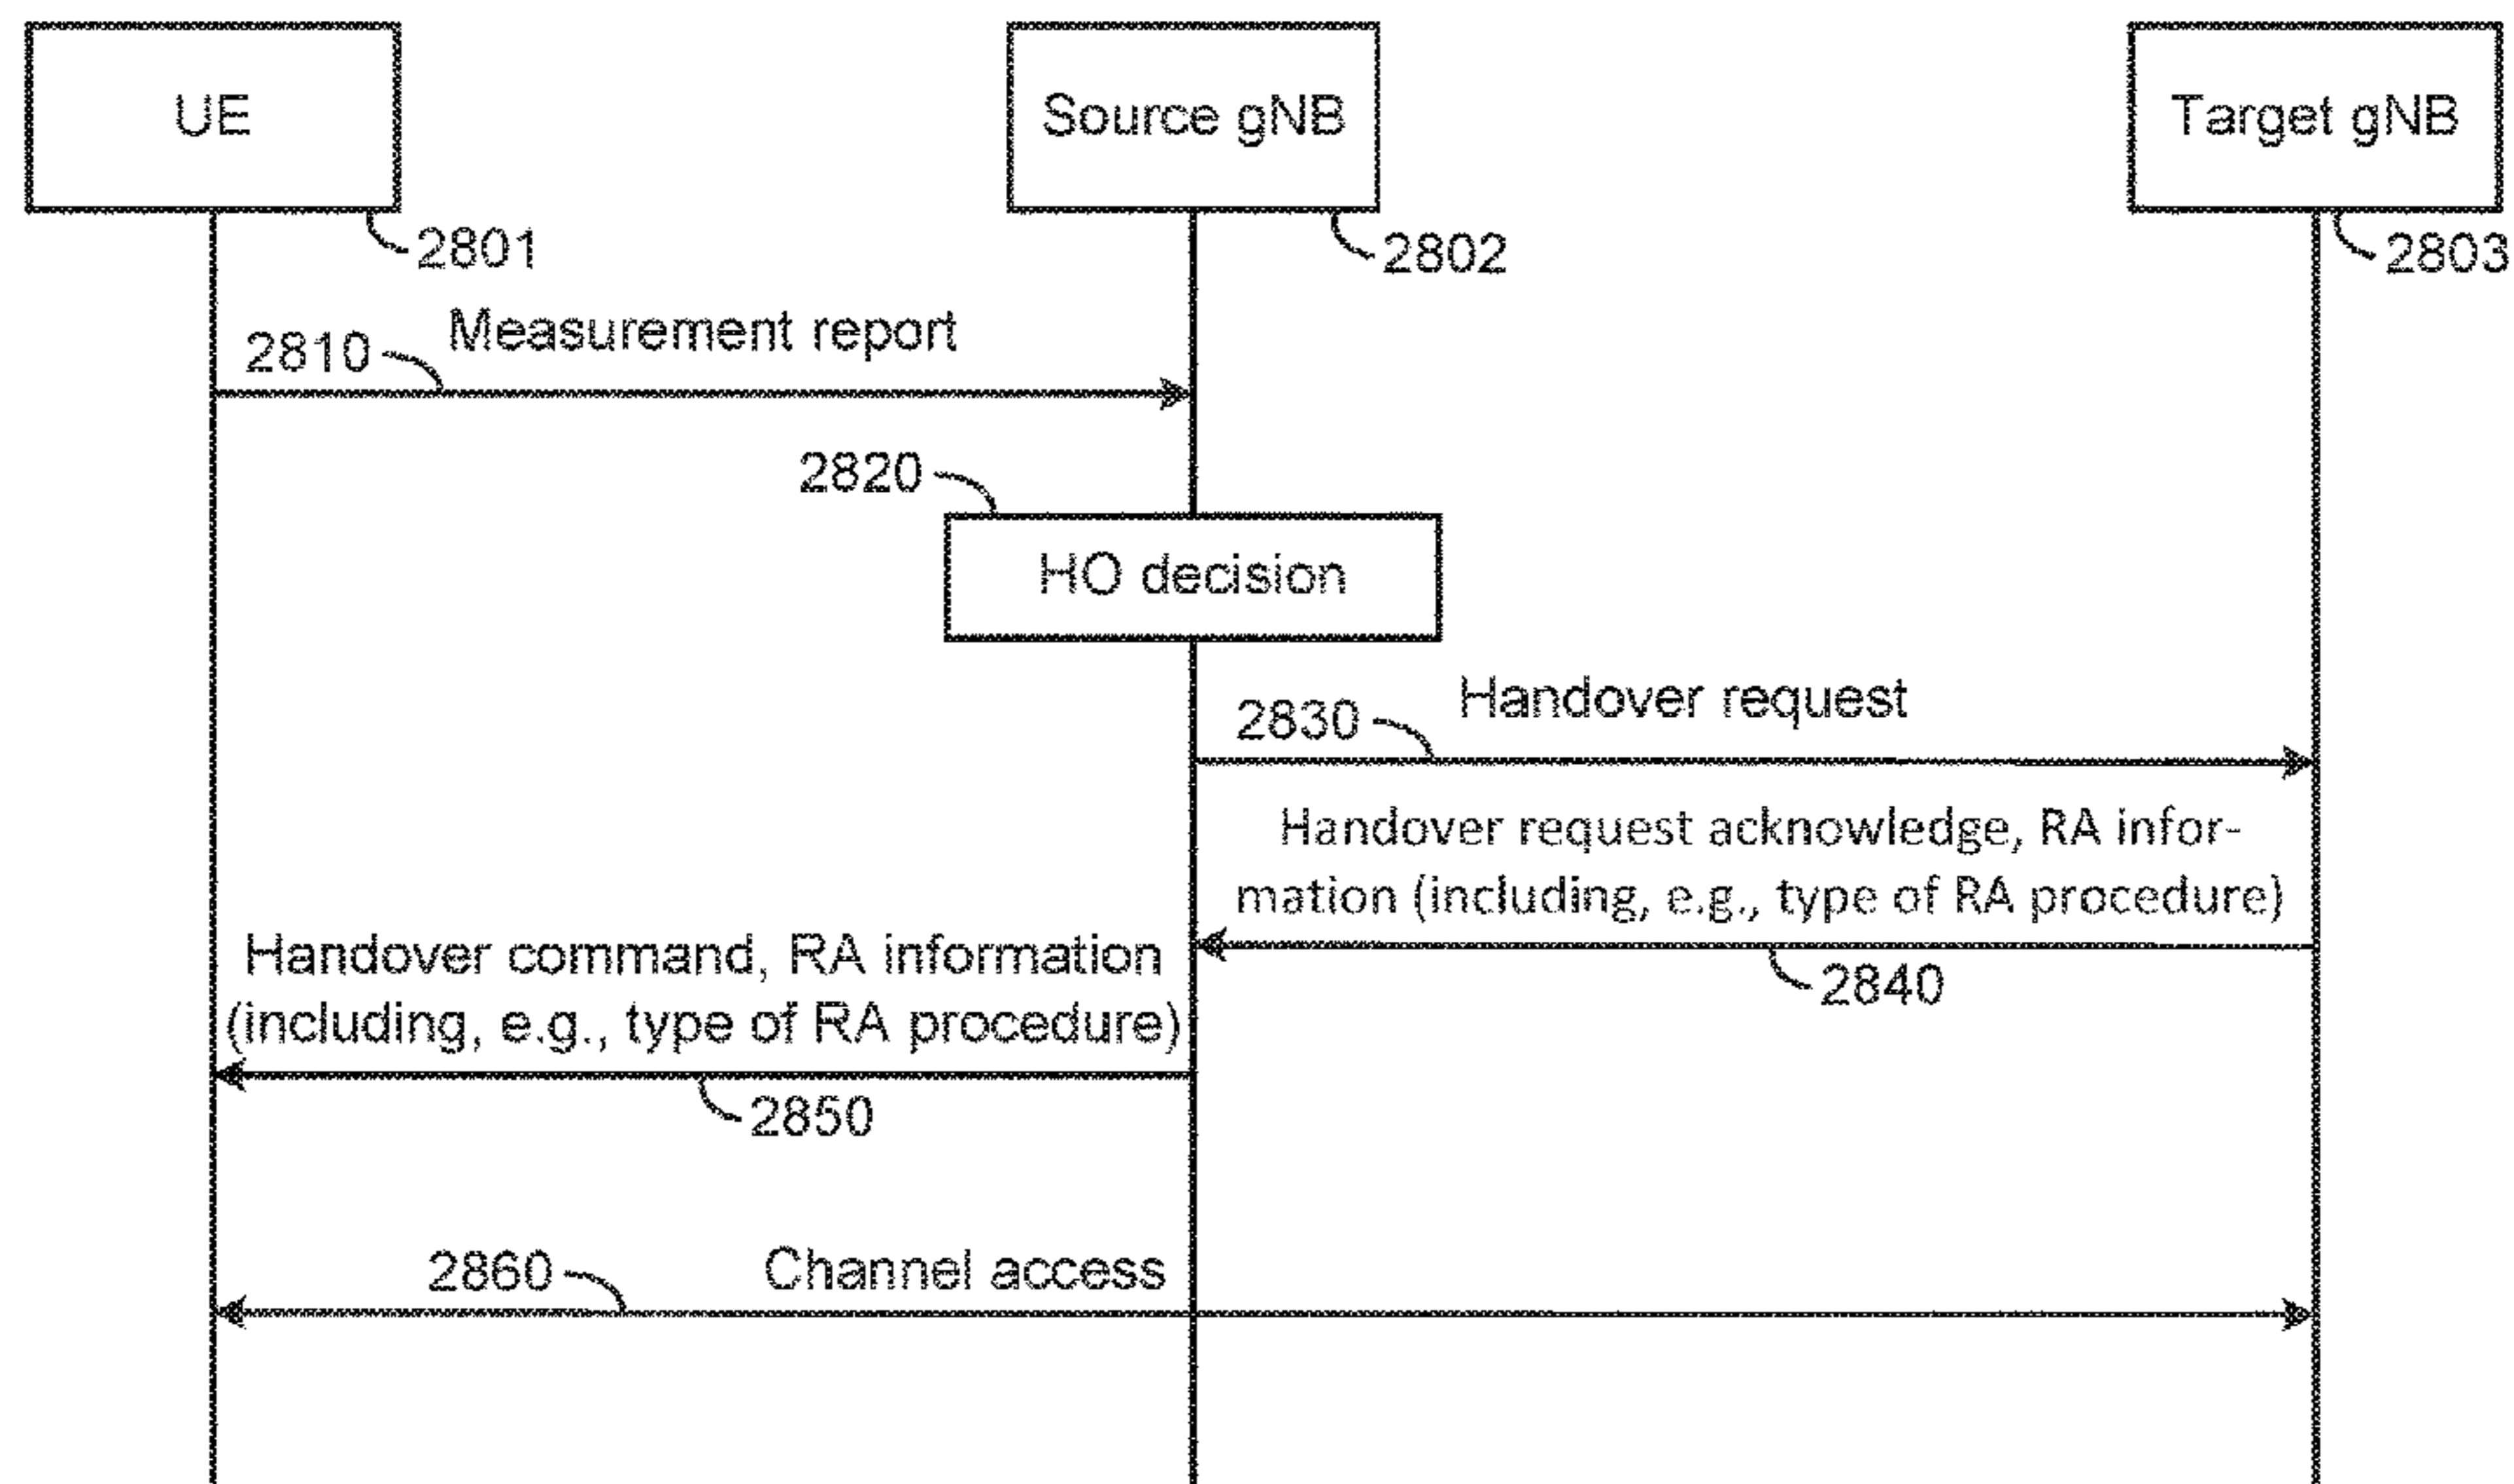 UE
Source gNB
Target gNB
2801
2802
2803
Measurement report
2810
2820
HO decision
Handover request
2830
Handover request acknowledge, RA infor-
mation (including, e.g., type of RA procedure)
2840
Handover command, RA information
(including, e.g., type of RA procedure)
2850
2860
Channel access